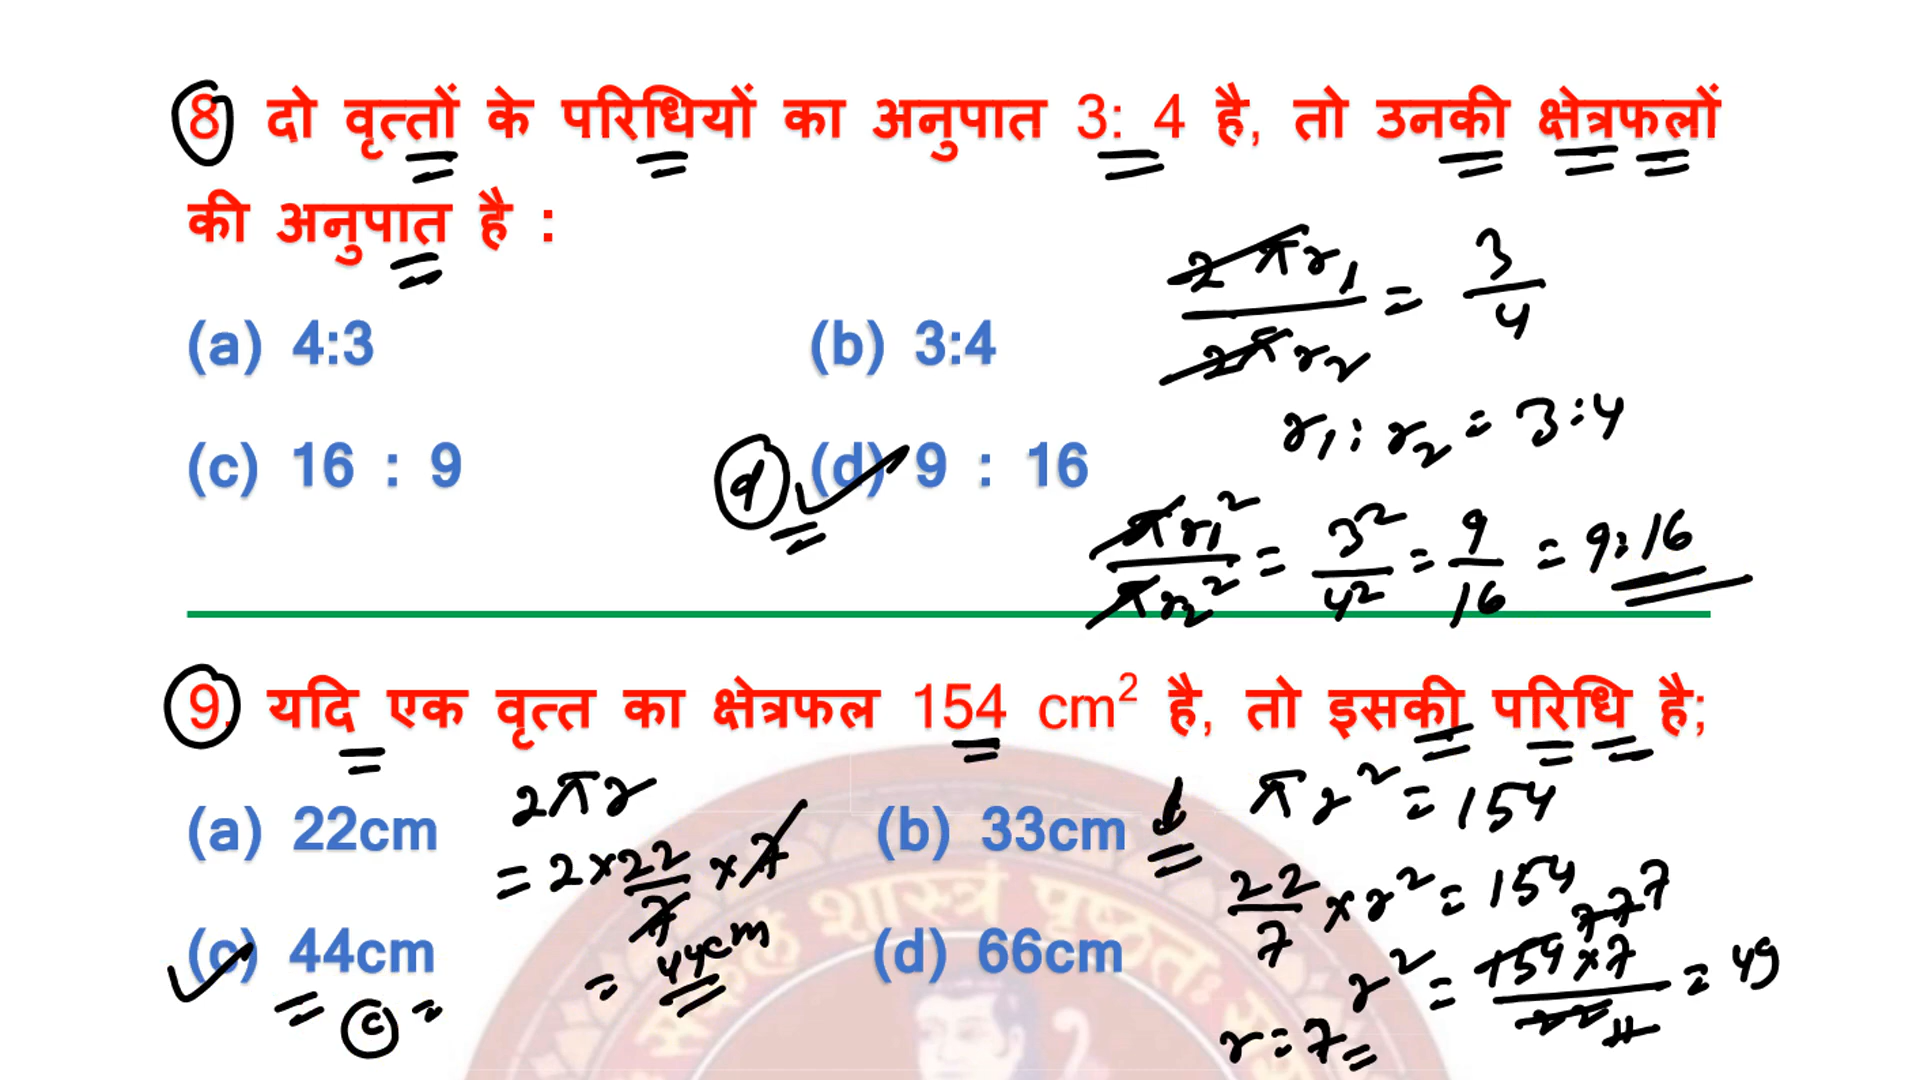 8 दो वृत्तों के परिधियों का अनुपात 3: 4 है, तो उनकी क्षेत्रफलों
की अनुपात है :
2πr₁/2πr₂ = 3/4
(a) 4:3 (b) 3:4
r₁ : r₂ = 3:4
(c) 16 : 9 (d) 9 : 16
d
πr₁²/πr₂² = 3²/4² = 9/16 = 9:16
9. यदि एक वृत्त का क्षेत्रफल 154 cm² है, तो इसकी परिधि है;
(a) 22cm (b) 33cm
2πr
= 2×22/7 ×7
= 44cm
πr² = 154
22/7 ×r² = 154
(c) 44cm (d) 66cm
c
r² = 154×7/22 = 49
r=7
शास्त्रं पृष्ठतः